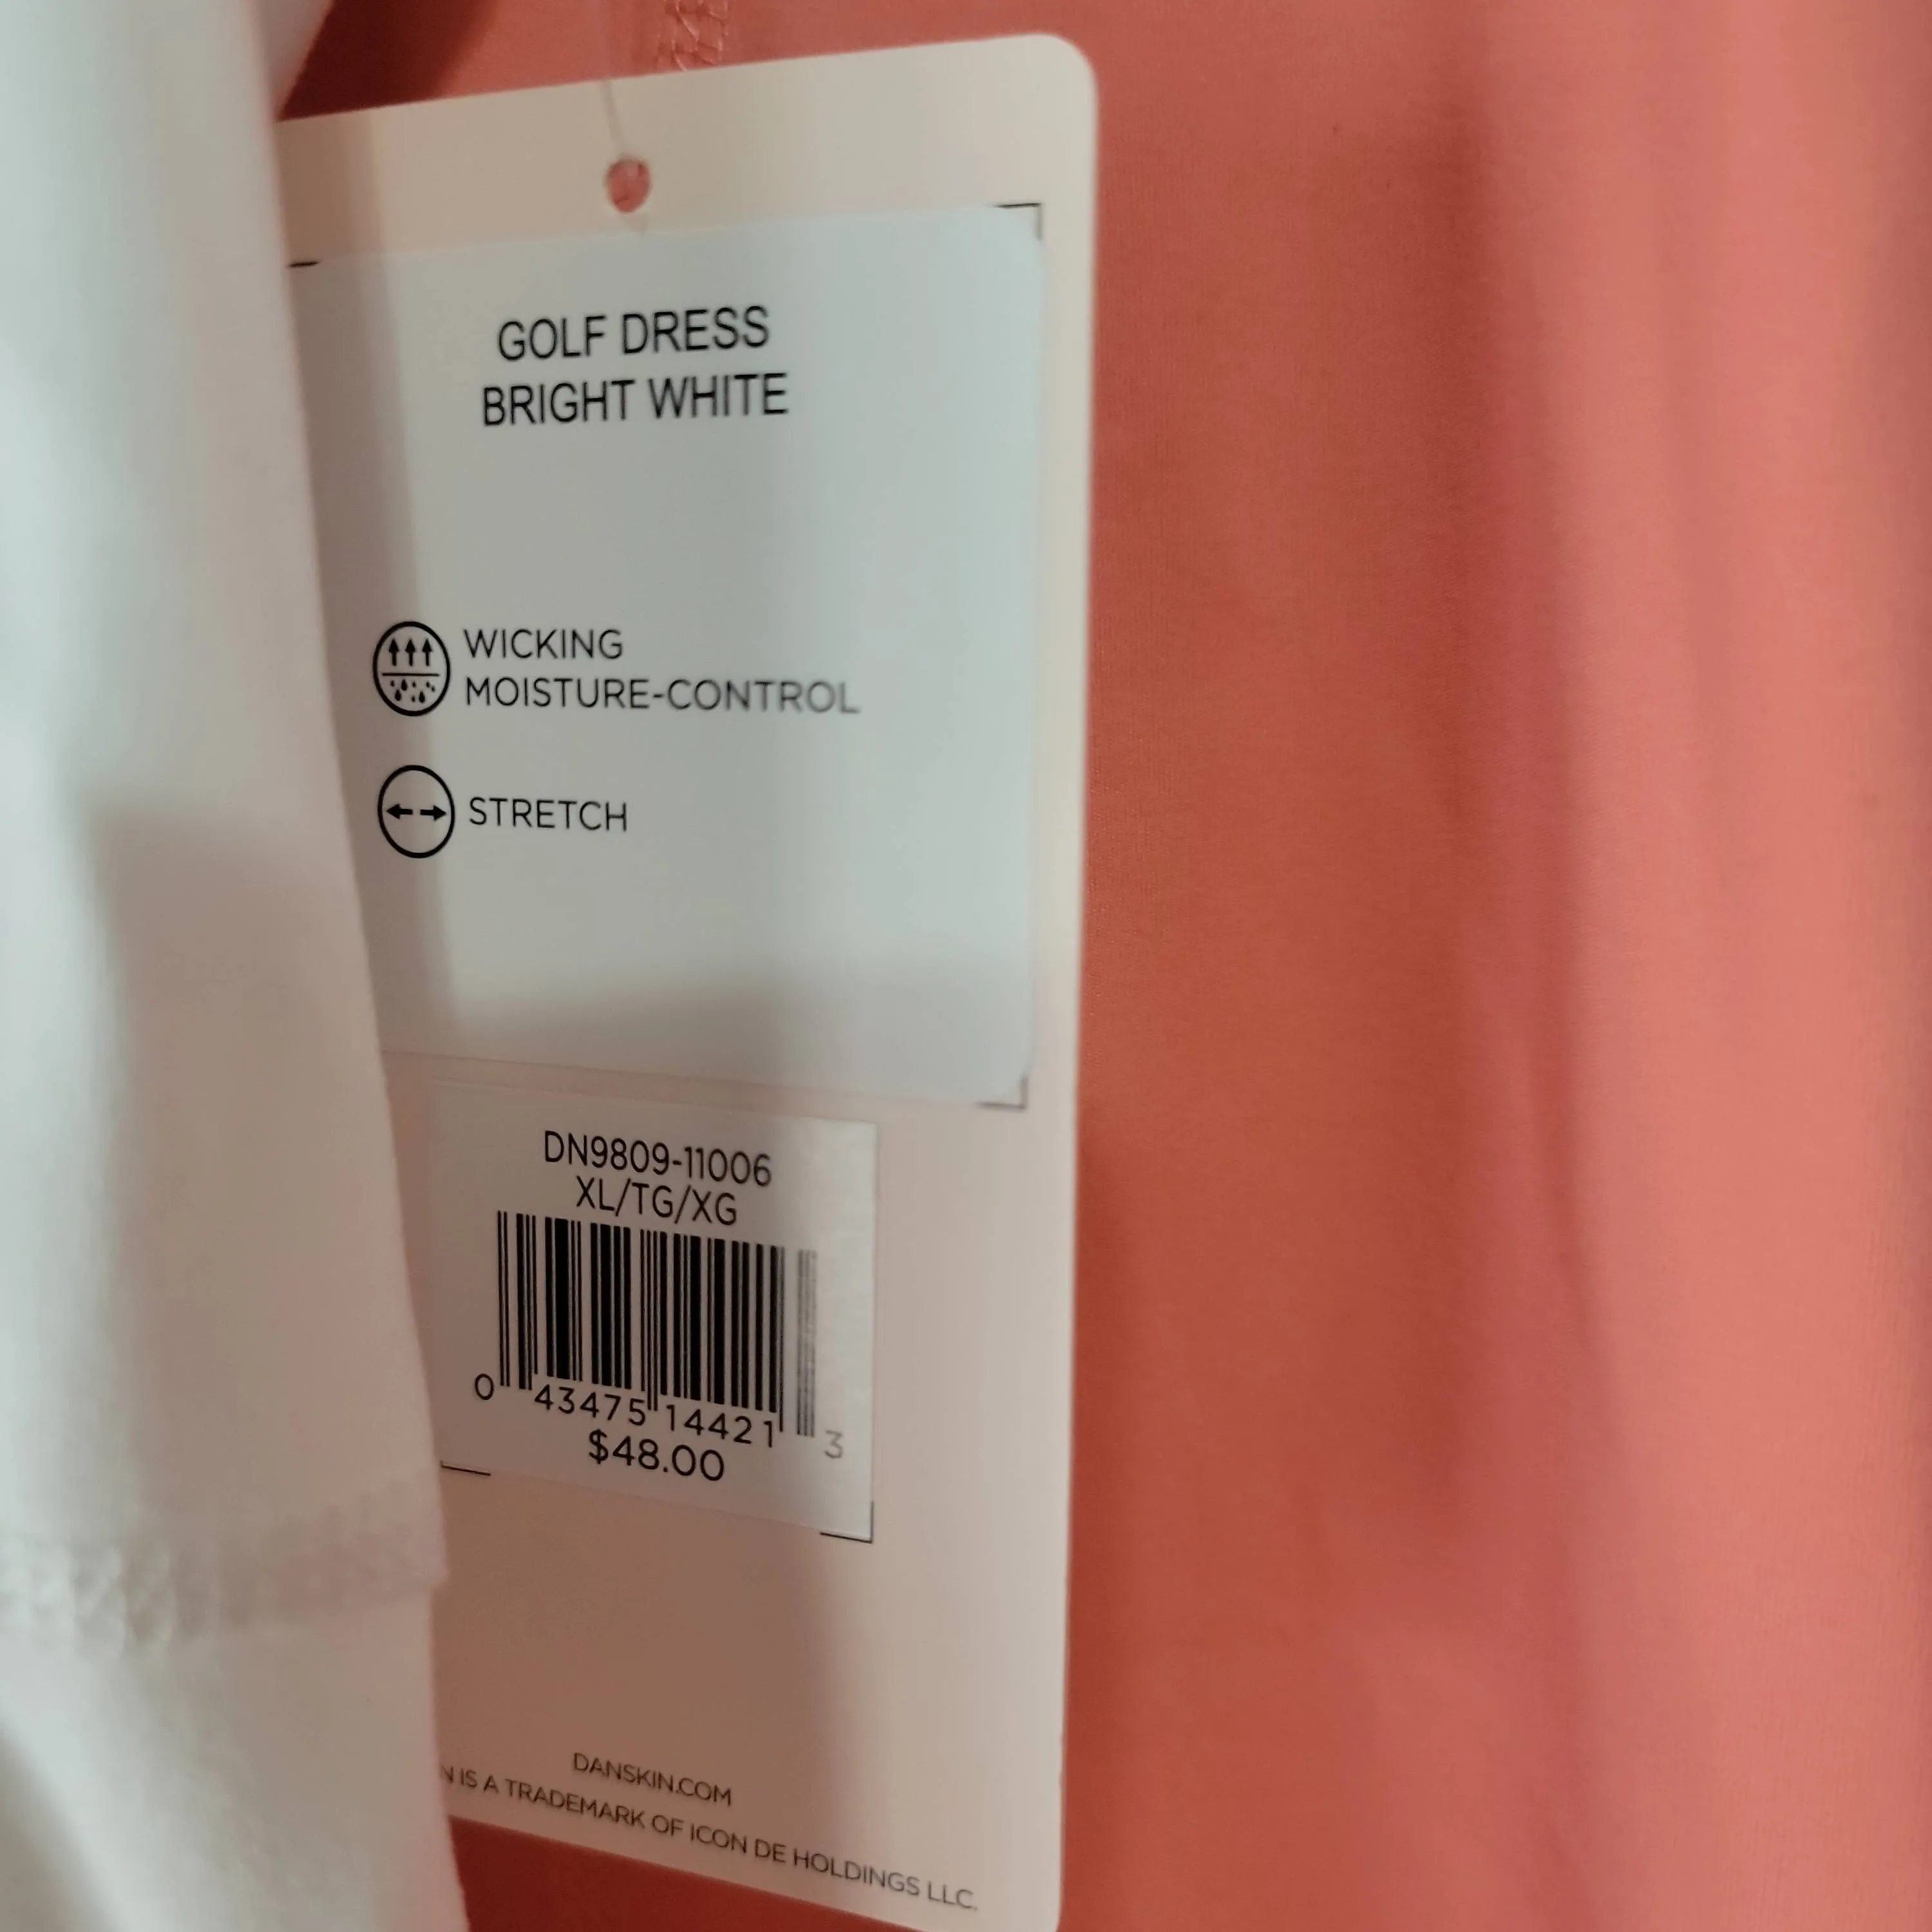 GOLF DRESS
BRIGHT WHITE
WICKING
MOISTURE-CONTROL
STRETCH
DN9809-11006
XL/TG/XG
0 43475 14421 3
$48.00
DANSKIN.COM
N IS A TRADEMARK OF ICON DE HOLDINGS LLC.